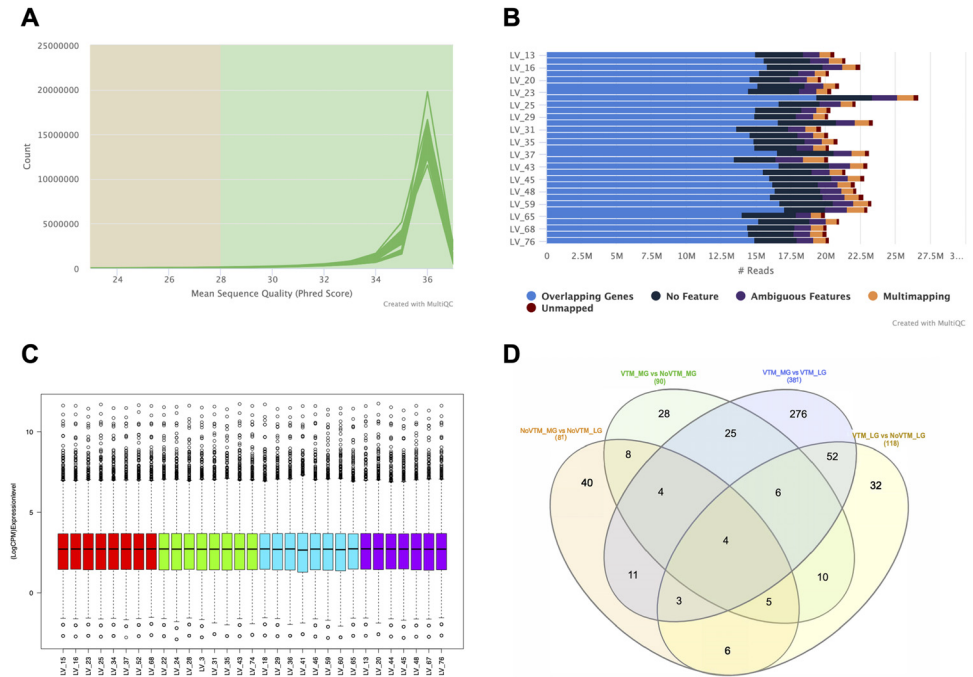 A
25000000
20000000
15000000
10000000
5000000
0
Count
24 26 28 30 32 34 36
Mean Sequence Quality (Phred Score)
Created with MultiQC
B
LV_13
LV_16
LV_20
LV_23
LV_25
LV_29
LV_31
LV_35
LV_37
LV_43
LV_45
LV_48
LV_59
LV_65
LV_68
LV_76
0 2.5M 5M 7.5M 10M 12.5M 15M 17.5M 20M 22.5M 25M 27.5M 3...
# Reads
Overlapping Genes No Feature Ambiguous Features Multimapping
Unmapped
Created with MultiQC
C
(LogCPM)Expressionlevel
10
5
0
LV_15 LV_16 LV_23 LV_25 LV_34 LV_37 LV_52 LV_68 LV_22 LV_24 LV_28 LV_3 LV_31 LV_35 LV_43 LV_74 LV_18 LV_29 LV_36 LV_41 LV_46 LV_59 LV_60 LV_65 LV_13 LV_20 LV_44 LV_45 LV_48 LV_67 LV_76
D
VTM_MG vs NoVTM_MG
(90)
VTM_MG vs VTM_LG
(381)
NoVTM_MG vs NoVTM_LG
(81)
VTM_LG vs NoVTM_LG
(118)
28
276
25
8
52
40
4
6
32
4
11
10
3
5
6